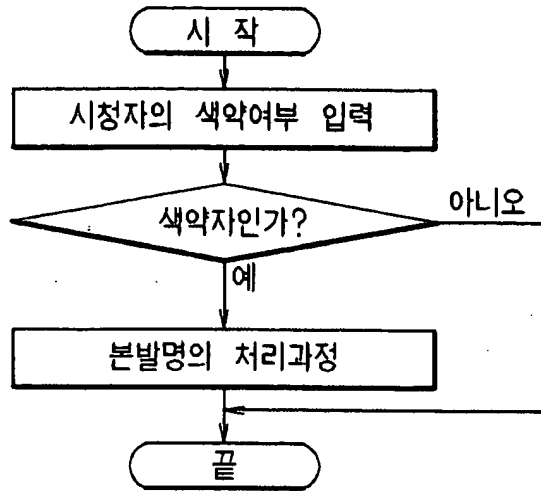 시 작
시청자의 색약여부 입력
색약자인가?
아니오
예
본발명의 처리과정
끝